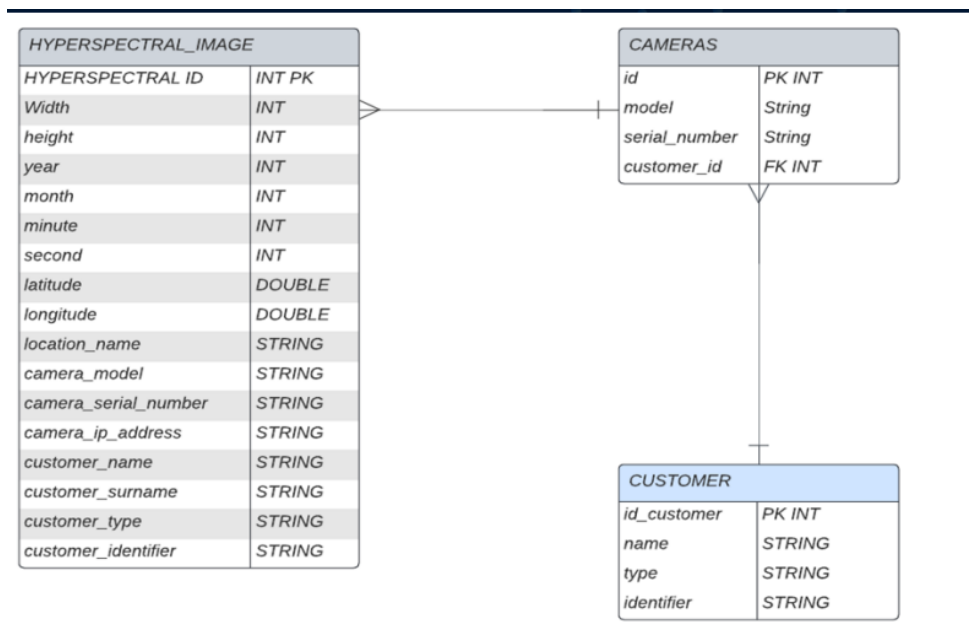 HYPERSPECTRAL_IMAGE
HYPERSPECTRAL ID INT PK
Width INT
height INT
year INT
month INT
minute INT
second INT
latitude DOUBLE
longitude DOUBLE
location_name STRING
camera_model STRING
camera_serial_number STRING
camera_ip_address STRING
customer_name STRING
customer_surname STRING
customer_type STRING
customer_identifier STRING
CAMERAS
id PK INT
model String
serial_number String
customer_id FK INT
CUSTOMER
id_customer PK INT
name STRING
type STRING
identifier STRING